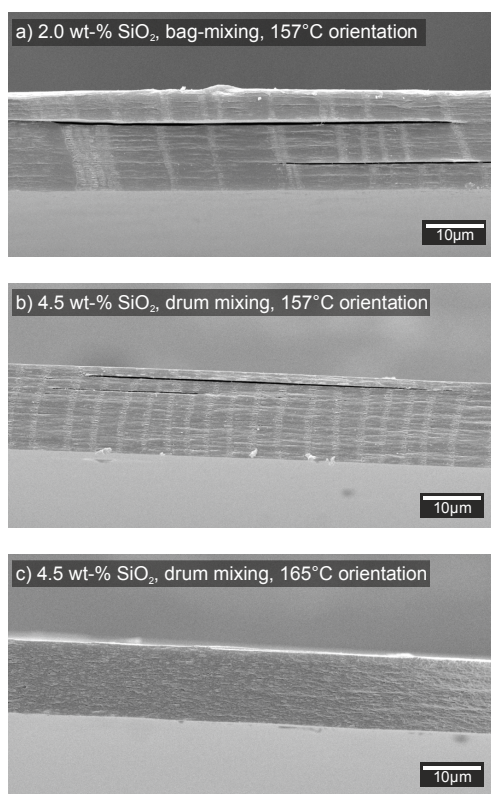 a) 2.0 wt-% SiO₂, bag-mixing, 157°C orientation
10µm
b) 4.5 wt-% SiO₂, drum mixing, 157°C orientation
10µm
c) 4.5 wt-% SiO₂, drum mixing, 165°C orientation
10µm